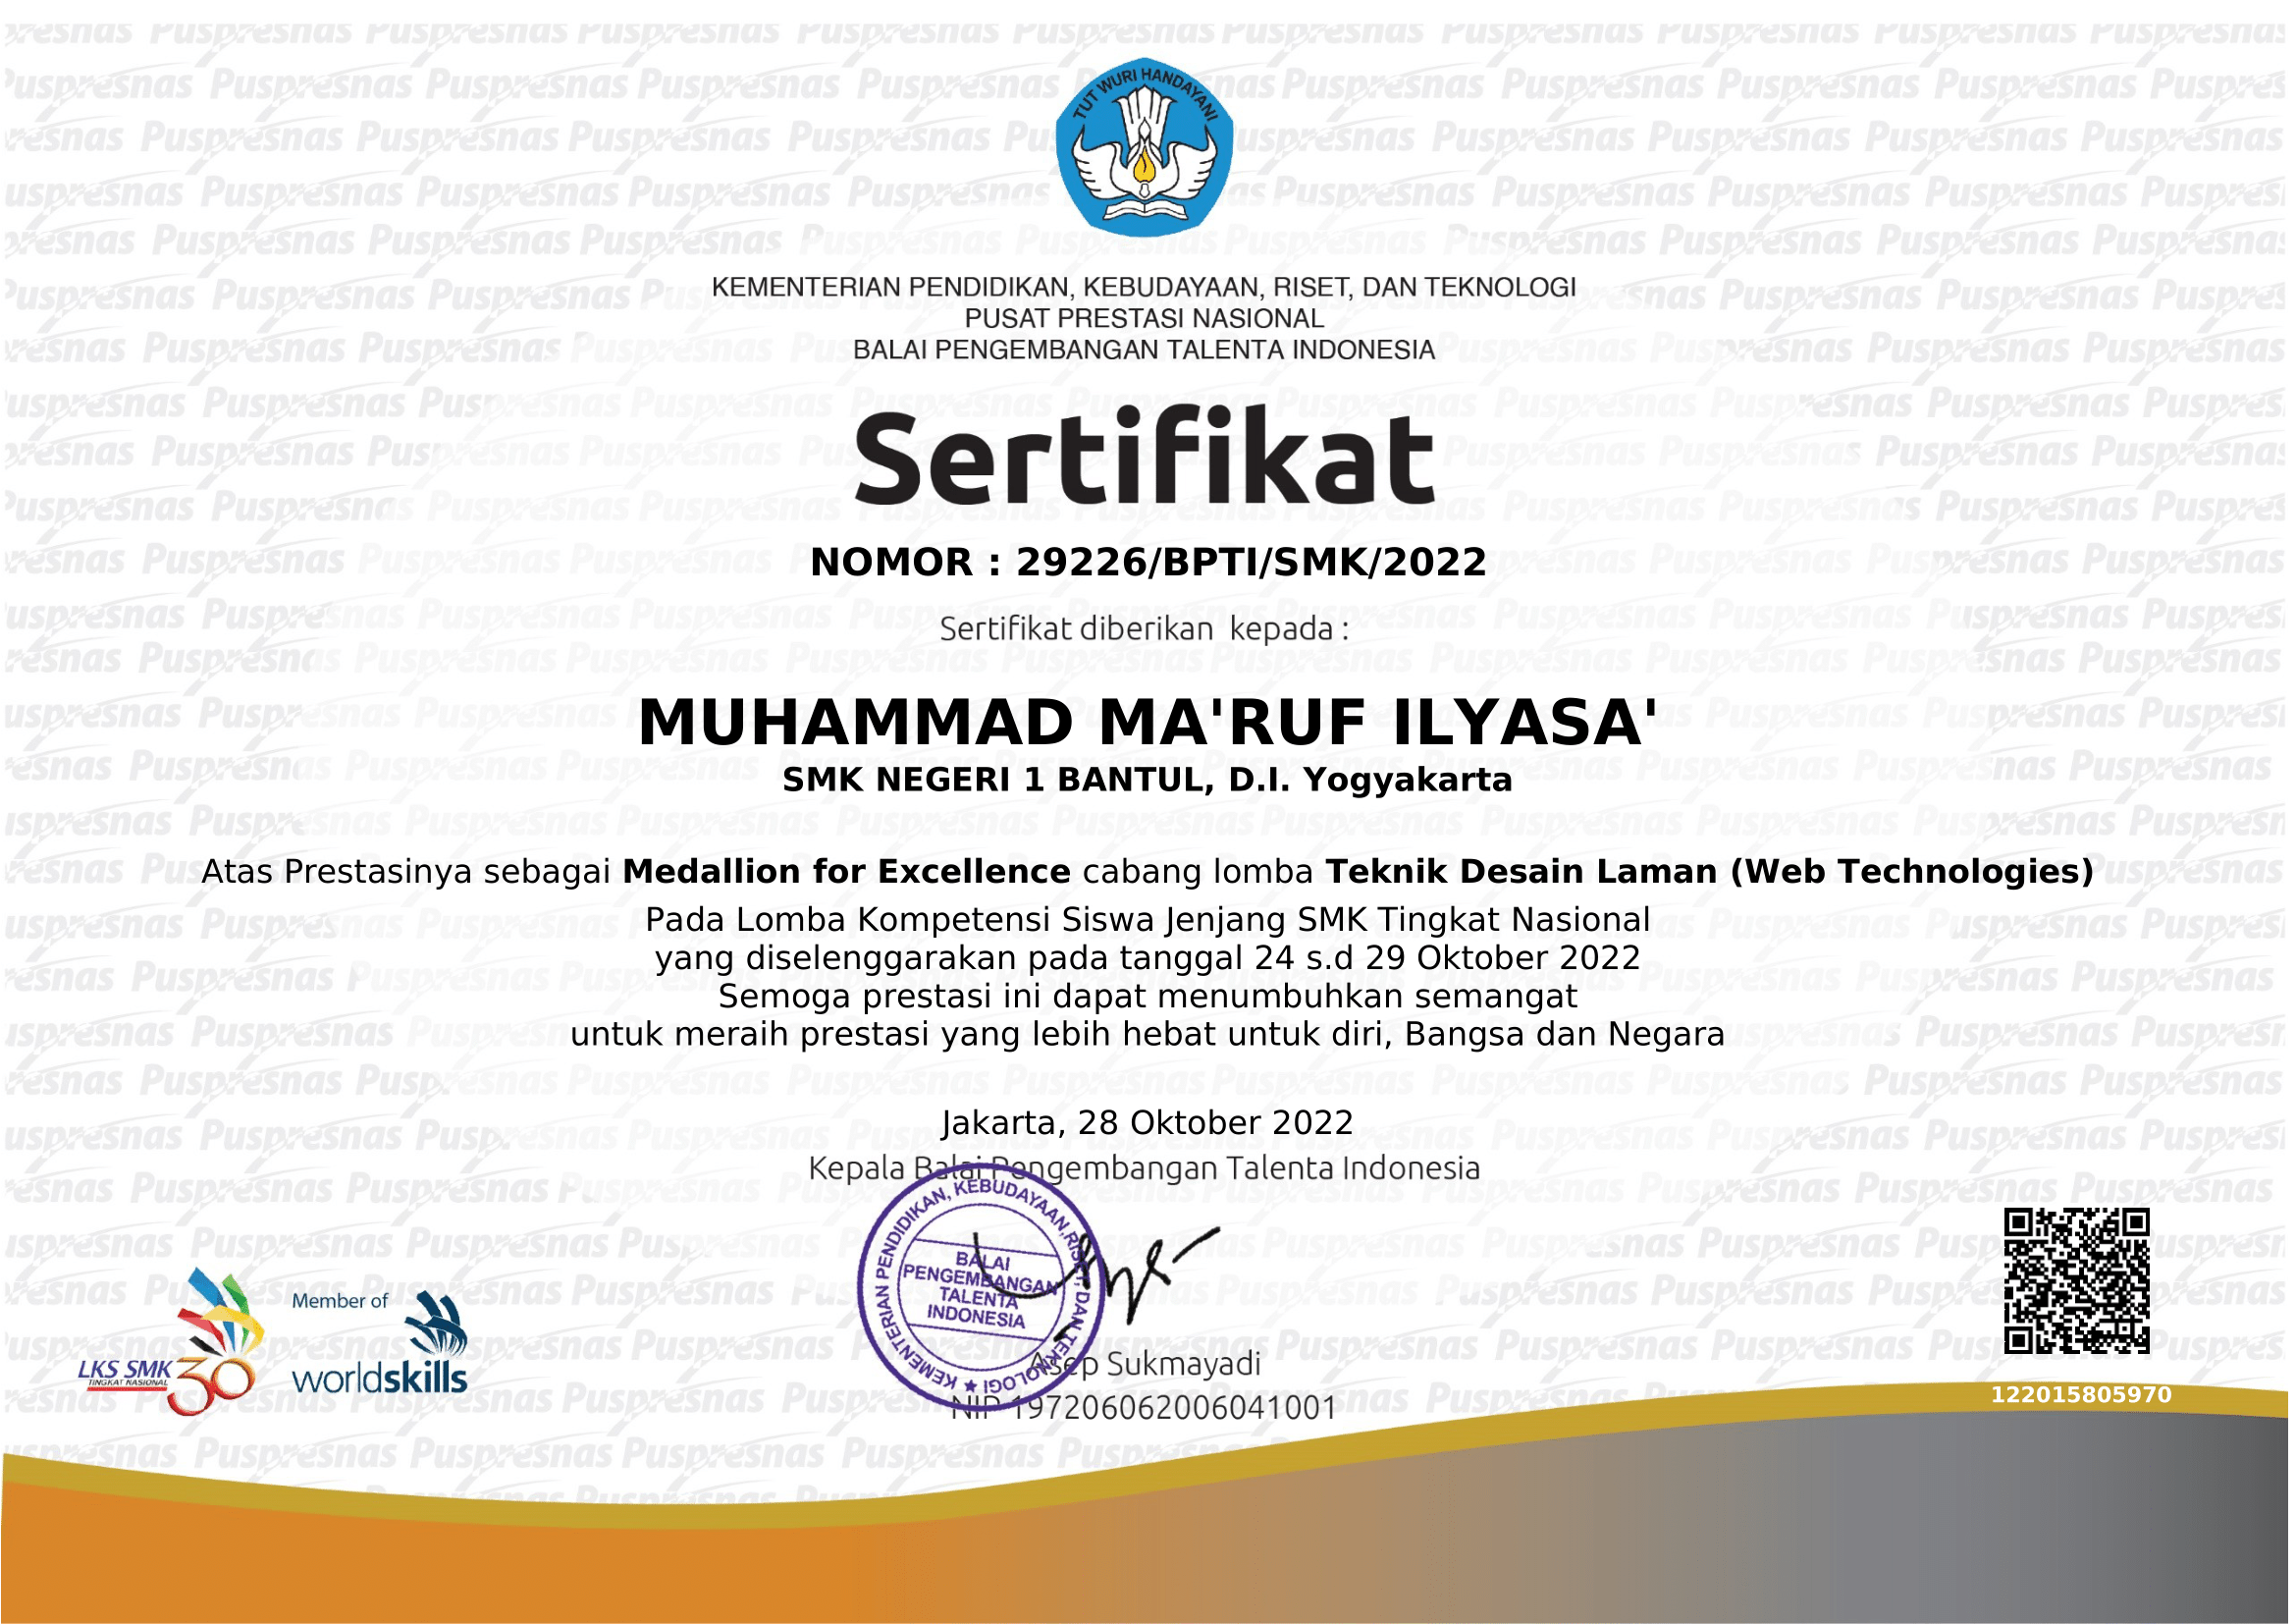 TUT WURI HANDAYANI
KEMENTERIAN PENDIDIKAN, KEBUDAYAAN, RISET, DAN TEKNOLOGI
PUSAT PRESTASI NASIONAL
BALAI PENGEMBANGAN TALENTA INDONESIA
Sertifikat
NOMOR : 29226/BPTI/SMK/2022
Sertifikat diberikan kepada :
MUHAMMAD MA'RUF ILYASA'
SMK NEGERI 1 BANTUL, D.I. Yogyakarta
Atas Prestasinya sebagai Medallion for Excellence cabang lomba Teknik Desain Laman (Web Technologies)
Pada Lomba Kompetensi Siswa Jenjang SMK Tingkat Nasional
yang diselenggarakan pada tanggal 24 s.d 29 Oktober 2022
Semoga prestasi ini dapat menumbuhkan semangat
untuk meraih prestasi yang lebih hebat untuk diri, Bangsa dan Negara
Jakarta, 28 Oktober 2022
Kepala Balai Pengembangan Talenta Indonesia
KEMENTERIAN PENDIDIKAN, KEBUDAYAAN, RISET, DAN TEKNOLOGI
BALAI
PENGEMBANGAN
TALENTA
INDONESIA
Asep Sukmayadi
NIP 197206062006041001
LKS SMK 30
TINGKAT NASIONAL
Member of
worldskills
122015805970
Puspresnas